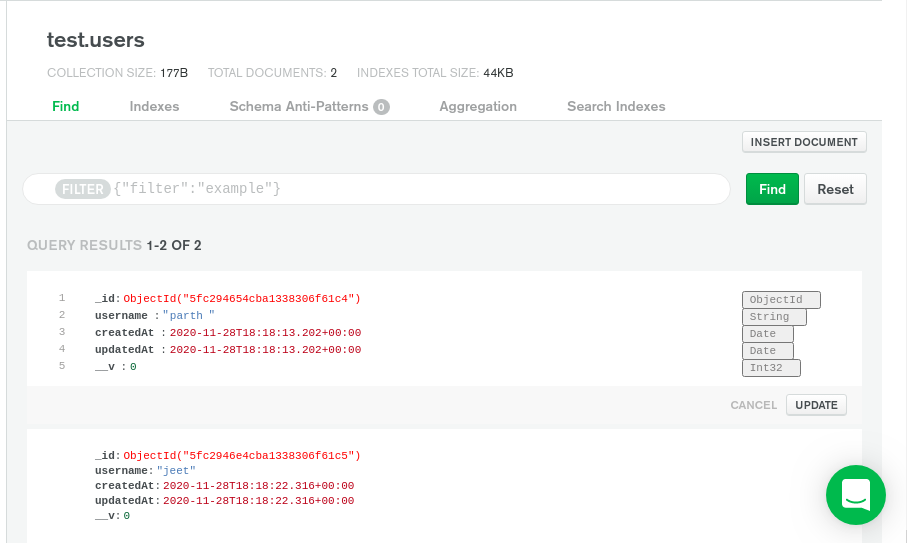 test.users
COLLECTION SIZE: 177B TOTAL DOCUMENTS: 2 INDEXES TOTAL SIZE: 44KB
Find Indexes Schema Anti-Patterns 0 Aggregation Search Indexes
INSERT DOCUMENT
FILTER {"filter":"example"} Find Reset
QUERY RESULTS 1-2 OF 2
1 _id: ObjectId("5fc294654cba1338306f61c4") ObjectId
2 username : "parth " String
3 createdAt : 2020-11-28T18:18:13.202+00:00 Date
4 updatedAt : 2020-11-28T18:18:13.202+00:00 Date
5 __v : 0 Int32
CANCEL UPDATE
_id: ObjectId("5fc2946e4cba1338306f61c5")
username: "jeet"
createdAt: 2020-11-28T18:18:22.316+00:00
updatedAt: 2020-11-28T18:18:22.316+00:00
__v: 0